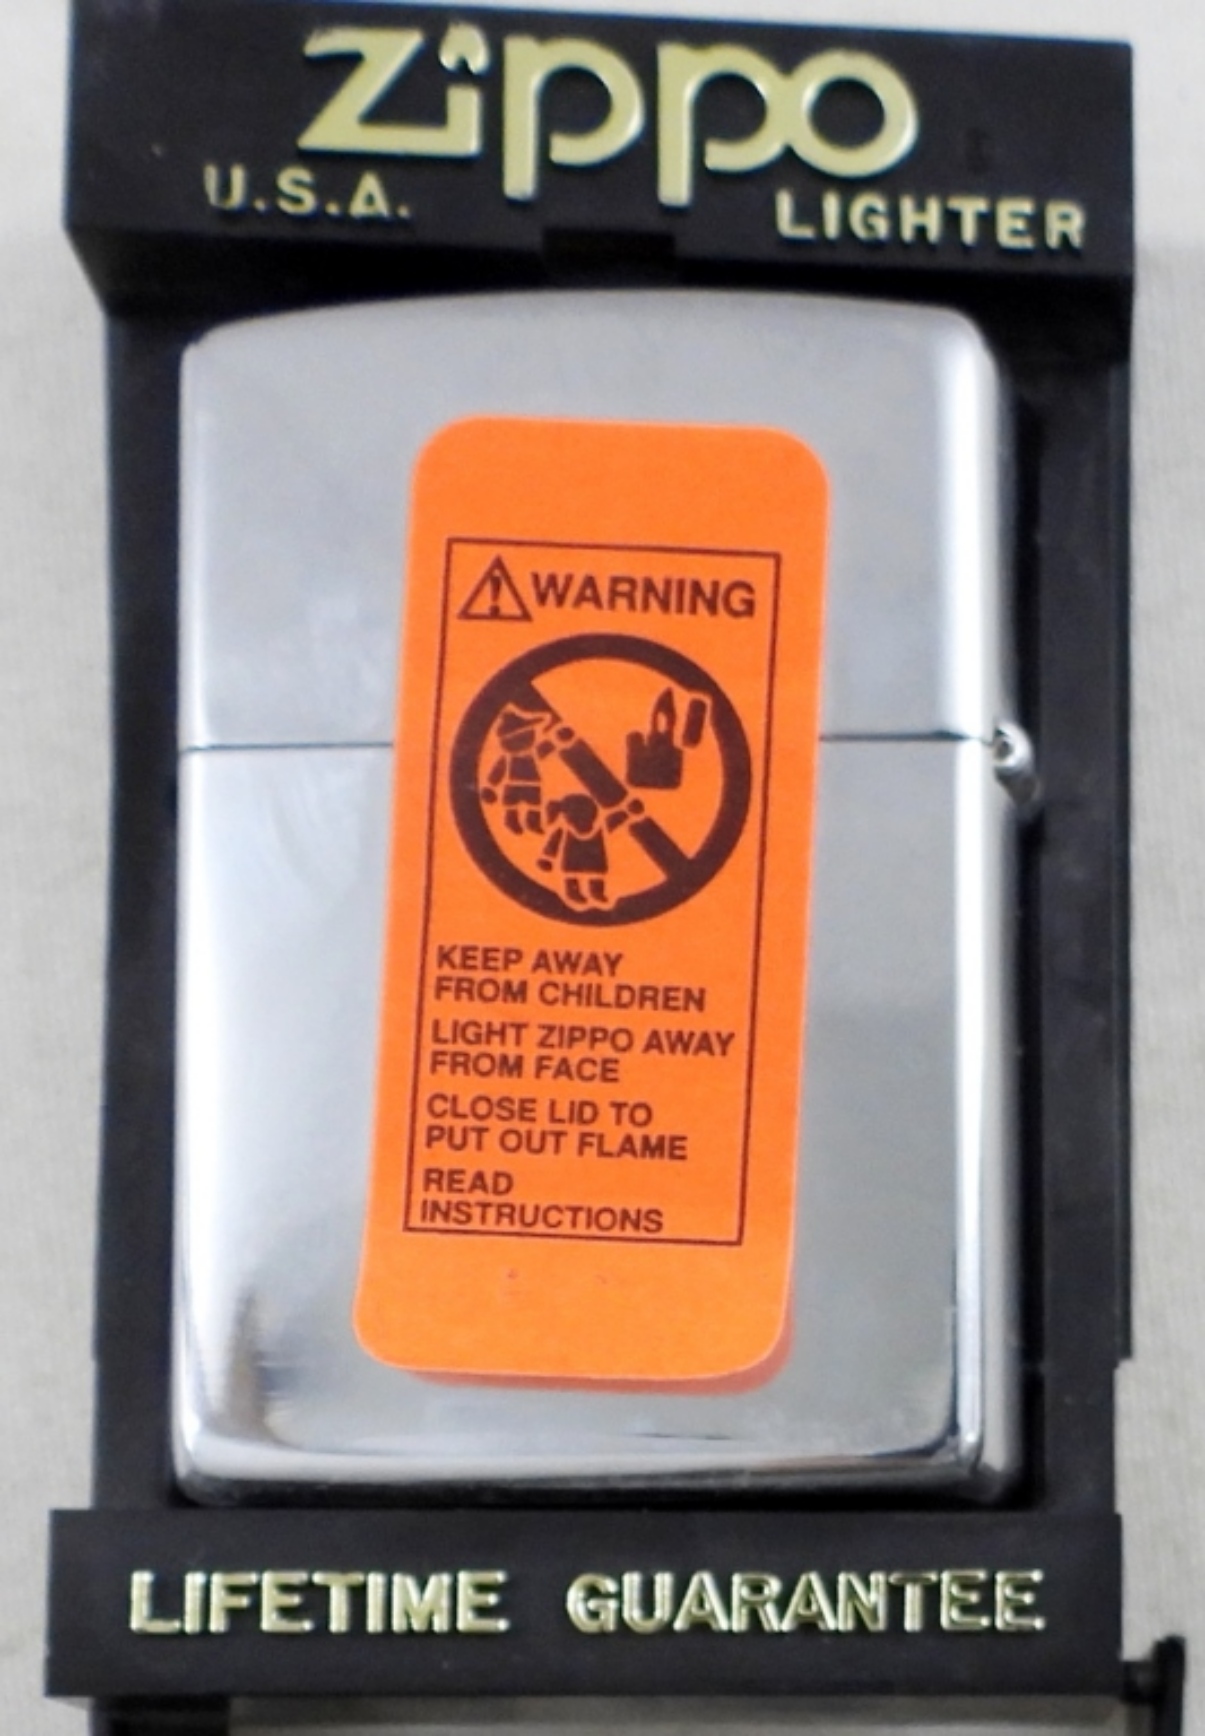 Zippo
U.S.A. LIGHTER
WARNING
KEEP AWAY
FROM CHILDREN
LIGHT ZIPPO AWAY
FROM FACE
CLOSE LID TO
PUT OUT FLAME
READ
INSTRUCTIONS
LIFETIME GUARANTEE